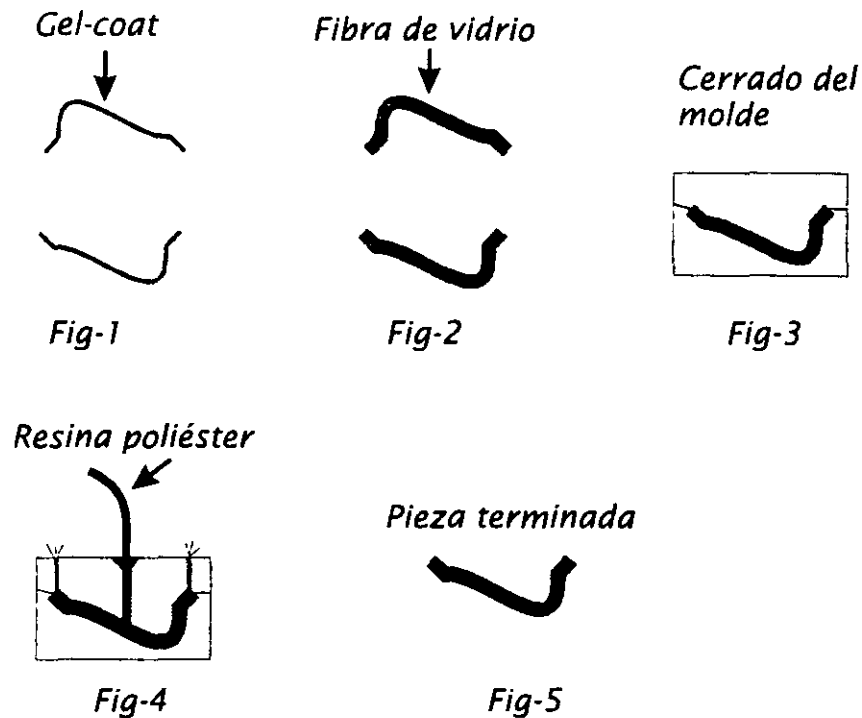 Gel-coat
Fibra de vidrio
Cerrado del
molde
Fig-1
Fig-2
Fig-3
Resina poliéster
Pieza terminada
Fig-4
Fig-5